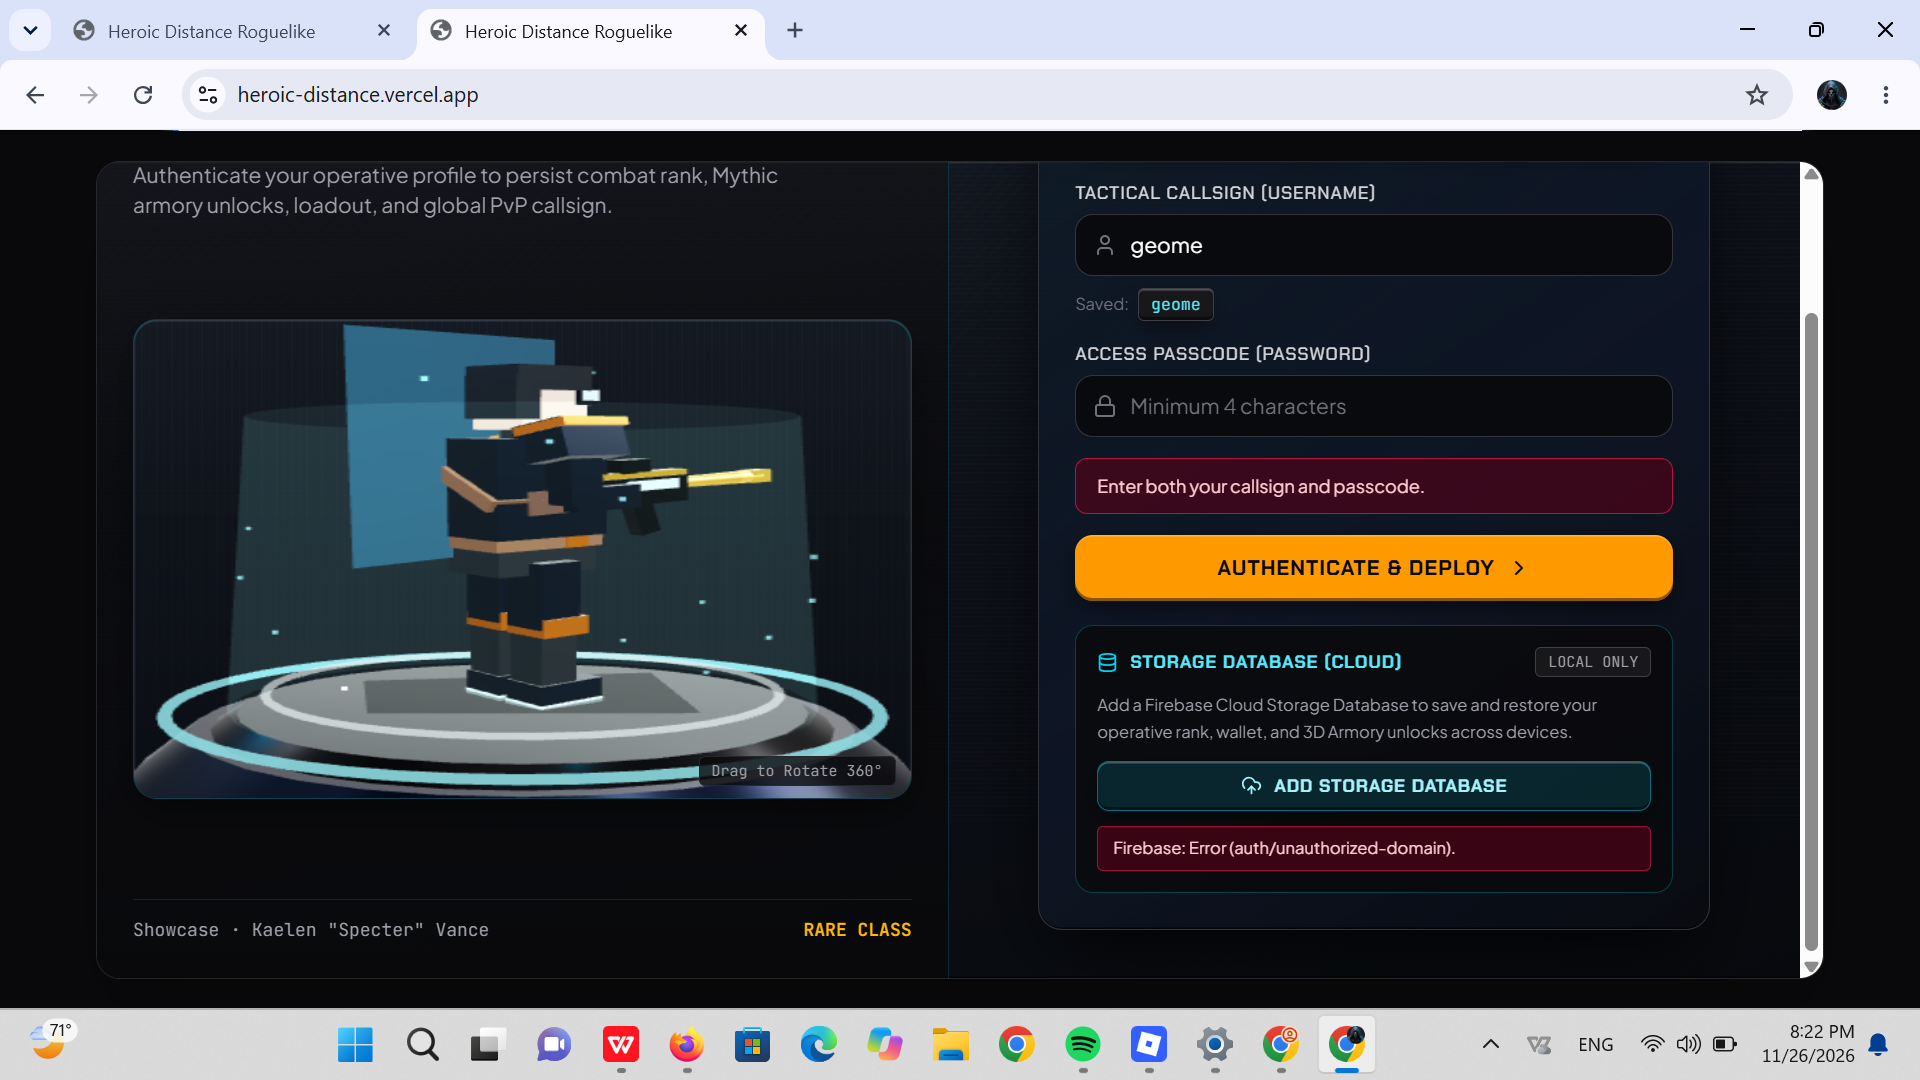 Heroic Distance Roguelike
Heroic Distance Roguelike
heroic-distance.vercel.app
Authenticate your operative profile to persist combat rank, Mythic
armory unlocks, loadout, and global PvP callsign.
Drag to Rotate 360°
Showcase · Kaelen "Specter" Vance
RARE CLASS
TACTICAL CALLSIGN (USERNAME)
geome
Saved: geome
ACCESS PASSCODE (PASSWORD)
Minimum 4 characters
Enter both your callsign and passcode.
AUTHENTICATE & DEPLOY
STORAGE DATABASE (CLOUD)
LOCAL ONLY
Add a Firebase Cloud Storage Database to save and restore your
operative rank, wallet, and 3D Armory unlocks across devices.
ADD STORAGE DATABASE
Firebase: Error (auth/unauthorized-domain).
71°
ENG
8:22 PM
11/26/2026